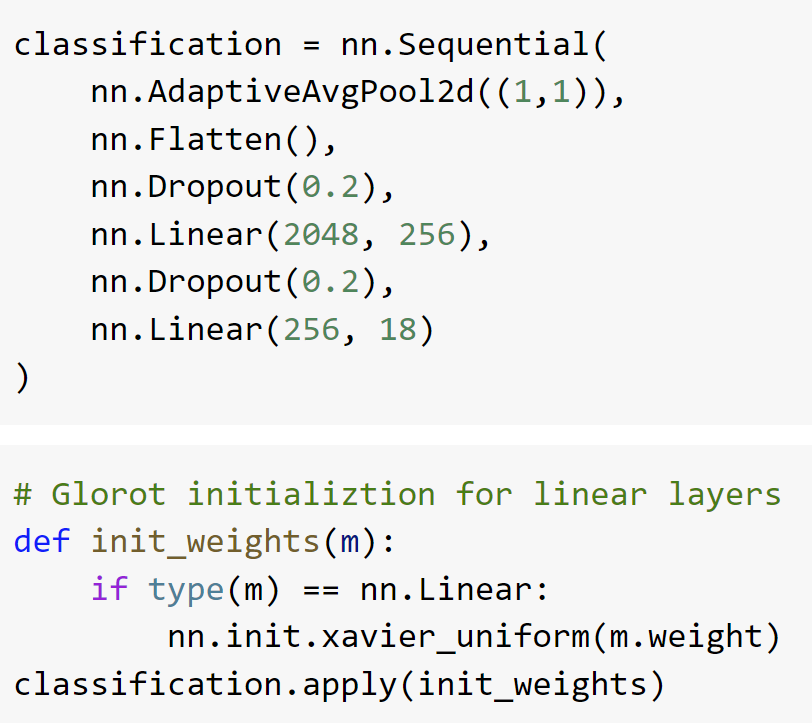 classification = nn.Sequential(
    nn.AdaptiveAvgPool2d((1,1)),
    nn.Flatten(),
    nn.Dropout(0.2),
    nn.Linear(2048, 256),
    nn.Dropout(0.2),
    nn.Linear(256, 18)
)
# Glorot initializtion for linear layers
def init_weights(m):
    if type(m) == nn.Linear:
        nn.init.xavier_uniform(m.weight)
classification.apply(init_weights)